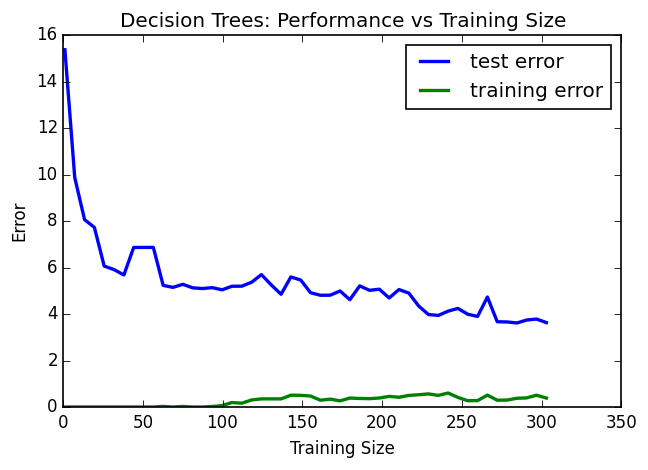 Decision Trees: Performance vs Training Size
16
14
12
10
8
6
4
2
0
Error
test error
training error
0 50 100 150 200 250 300 350
Training Size